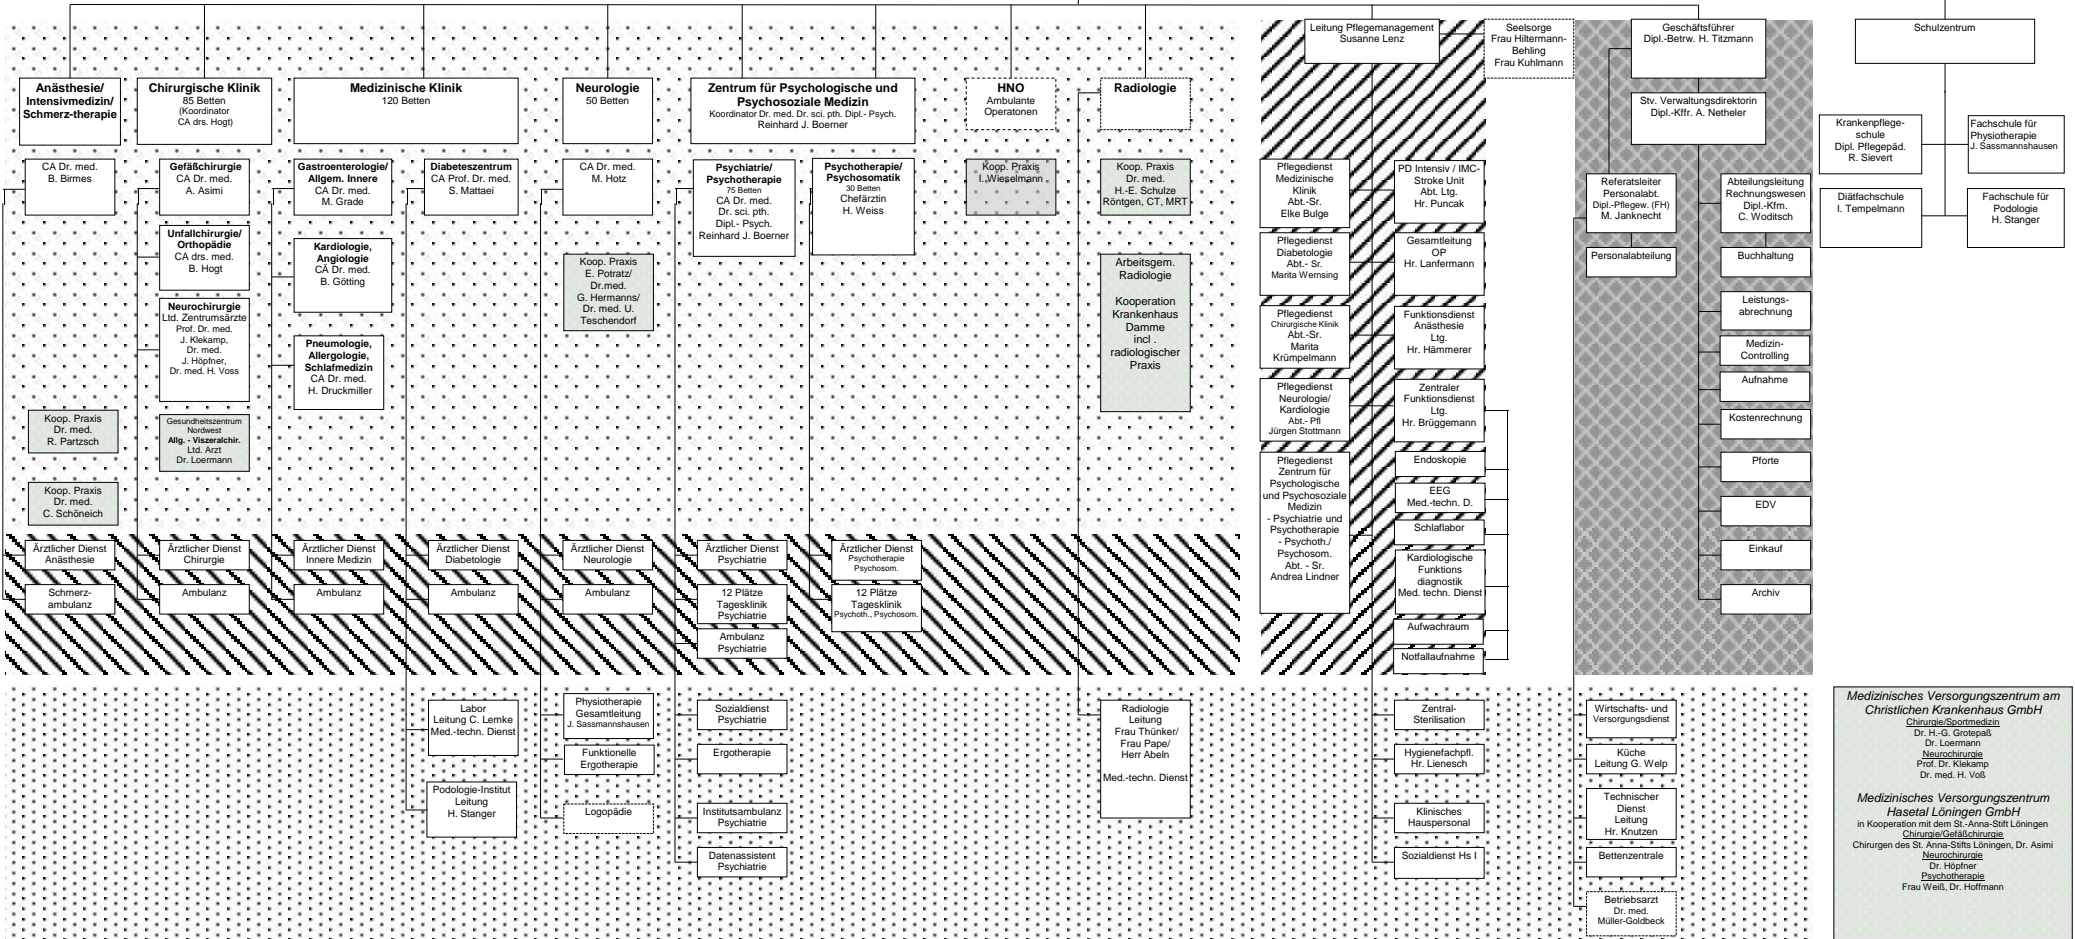 Anästhesie/
Intensivmedizin/
Schmerz-therapie
Chirurgische Klinik
85 Betten
(Koordinator
CA drs. Hogt)
Medizinische Klinik
120 Betten
Neurologie
50 Betten
Zentrum für Psychologische und
Psychosoziale Medizin
Koordinator Dr. med. Dr. sci. pth. Dipl.- Psych.
Reinhard J. Boerner
HNO
Ambulante
Operatonen
Radiologie
CA Dr. med.
B. Birmes
Koop. Praxis
Dr. med.
R. Partzsch
Koop. Praxis
Dr. med.
C. Schöneich
Ärztlicher Dienst
Anästhesie
Schmerz-
ambulanz
Gefäßchirurgie
CA Dr. med.
A. Asimi
Unfallchirurgie/
Orthopädie
CA drs. med.
B. Hogt
Neurochirurgie
Ltd. Zentrumsärzte
Prof. Dr. med.
J. Klekamp,
Dr. med.
J. Höpfner,
Dr. med. H. Voss
Gesundheitszentrum
Nordwest
Allg. - Viszeralchir.
Ltd. Arzt
Dr. Loermann
Ärztlicher Dienst
Chirurgie
Ambulanz
Gastroenterologie/
Allgem. Innere
CA Dr. med.
M. Grade
Kardiologie,
Angiologie
CÄ Dr. med.
B. Götting
Pneumologie,
Allergologie,
Schlafmedizin
CA Dr. med.
H. Druckmiller
Ärztlicher Dienst
Innere Medizin
Ambulanz
Diabeteszentrum
CA Prof. Dr. med.
S. Mattaei
Ärztlicher Dienst
Diabetologie
Ambulanz
Labor
Leitung C. Lemke
Med.-techn. Dienst
Podologie-Institut
Leitung
H. Stanger
CA Dr. med.
M. Hotz
Koop. Praxis
E. Potratz/
Dr.med.
G. Hermanns/
Dr. med. U.
Teschendorf
Ärztlicher Dienst
Neurologie
Ambulanz
Physiotherapie
Gesamtleitung
J. Sassmannshausen
Funktionelle
Ergotherapie
Logopädie
Psychiatrie/
Psychotherapie
75 Betten
CA Dr. med.
Dr. sci. pth.
Dipl.- Psych.
Reinhard J. Boerner
Ärztlicher Dienst
Psychiatrie
12 Plätze
Tagesklinik
Psychiatrie
Ambulanz
Psychiatrie
Sozialdienst
Psychiatrie
Ergotherapie
Institutsambulanz
Psychiatrie
Datenassistent
Psychiatrie
Psychotherapie/
Psychosomatik
30 Betten
Chefärztin
H. Weiss
Ärztlicher Dienst
Psychotherapie
Psychosom.
12 Plätze
Tagesklinik
Psychoth., Psychosom.
Koop. Praxis
I. Wieselmann
Koop. Praxis
Dr. med.
H.-E. Schulze
Röntgen, CT, MRT
Arbeitsgem.
Radiologie
Kooperation
Krankenhaus
Damme
incl .
radiologischer
Praxis
Radiologie
Leitung
Frau Thünker/
Frau Pape/
Herr Abeln
Med.-techn. Dienst
Leitung Pflegemanagement
Susanne Lenz
Seelsorge
Frau Hiltermann-
Behling
Frau Kuhlmann
Pflegedienst
Medizinische
Klinik
Abt.-Sr.
Elke Bulge
Pflegedienst
Diabetologie
Abt.- Sr.
Marita Wernsing
Pflegedienst
Chirurgische Klinik
Abt.-Sr.
Marita
Krümpelmann
Pflegedienst
Neurologie/
Kardiologie
Abt.- Pfl
Jürgen Stottmann
Pflegedienst
Zentrum für
Psychologische
und Psychosoziale
Medizin
- Psychiatrie und
Psychotherapie
- Psychoth./
Psychosom.
Abt. - Sr.
Andrea Lindner
PD Intensiv / IMC-
Stroke Unit
Abt. Ltg.
Hr. Puncak
Gesamtleitung
OP
Hr. Lanfermann
Funktionsdienst
Anästhesie
Ltg.
Hr. Hämmerer
Zentraler
Funktionsdienst
Ltg.
Hr. Brüggemann
Endoskopie
EEG
Med.-techn. D.
Schlaflabor
Kardiologische
Funktions
diagnostik
Med. techn. Dienst
Aufwachraum
Notfallaufnahme
Zentral-
Sterilisation
Hygienefachpfl.
Hr. Lienesch
Klinisches
Hauspersonal
Sozialdienst Hs I
Geschäftsführer
Dipl.-Betrw. H. Titzmann
Stv. Verwaltungsdirektorin
Dipl.-Kffr. A. Netheler
Referatsleiter
Personalabt.
Dipl.-Pflegew. (FH)
M. Janknecht
Personalabteilung
Abteilungsleitung
Rechnungswesen
Dipl.-Kfm.
C. Woditsch
Buchhaltung
Leistungs-
abrechnung
Medizin-
Controlling
Aufnahme
Kostenrechnung
Pforte
EDV
Einkauf
Archiv
Wirtschafts- und
Versorgungsdienst
Küche
Leitung G. Welp
Technischer
Dienst
Leitung
Hr. Knutzen
Bettenzentrale
Betriebsarzt
Dr. med.
Müller-Goldbeck
Schulzentrum
Krankenpflege-
schule
Dipl. Pflegepäd.
R. Sievert
Fachschule für
Physiotherapie
J. Sassmannshausen
Diätfachschule
I. Tempelmann
Fachschule für
Podologie
H. Stanger
Medizinisches Versorgungszentrum am
Christlichen Krankenhaus GmbH
Chirurgie/Sportmedizin
Dr. H.-G. Grotepaß
Dr. Loermann
Neurochirurgie
Prof. Dr. Klekamp
Dr. med. H. Voß
Medizinisches Versorgungszentrum
Hasetal Löningen GmbH
in Kooperation mit dem St.-Anna-Stift Löningen
Chirurgie/Gefäßchirurgie
Chirurgen des St. Anna-Stifts Löningen, Dr. Asimi
Neurochirurgie
Dr. Höpfner
Psychotherapie
Frau Weiß, Dr. Hoffmann